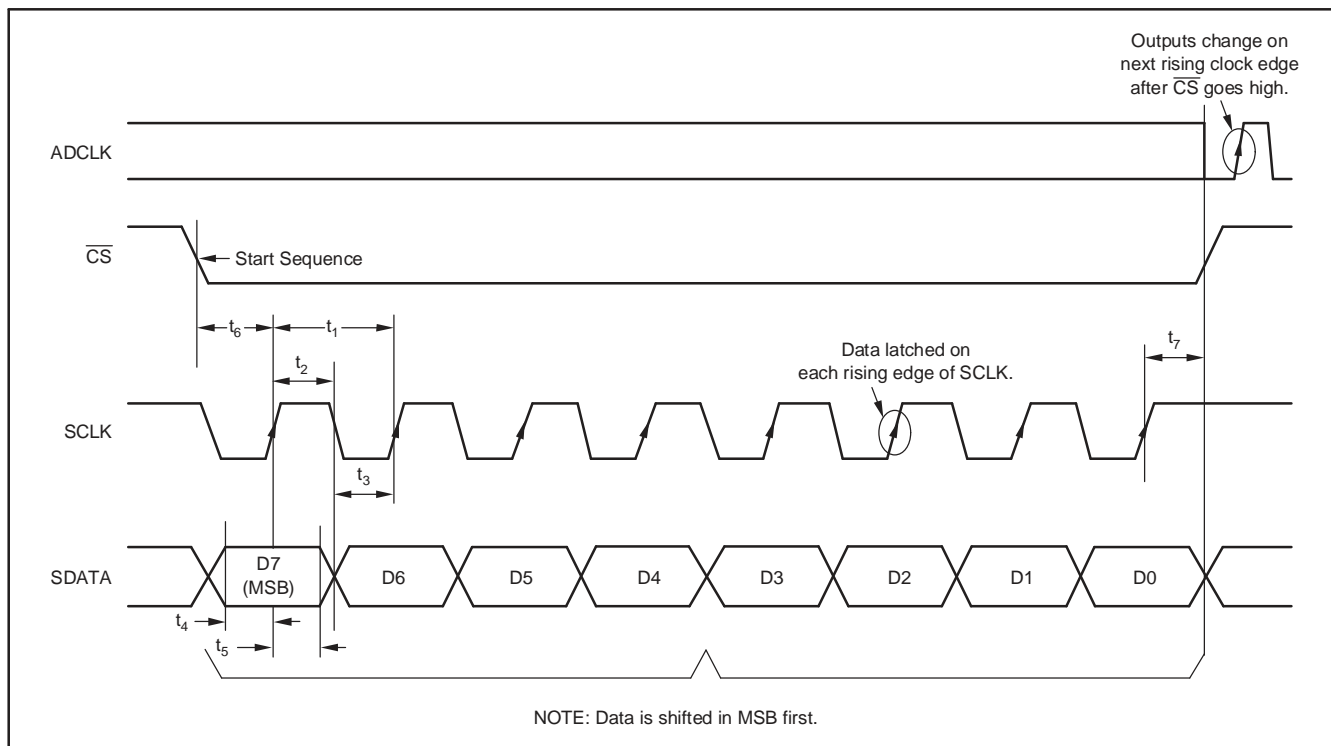 Outputs change on
next rising clock edge
after C̅S̅ goes high.
ADCLK
C̅S̅
Start Sequence
t₆
t₁
t₂
t₇
Data latched on
each rising edge of SCLK.
SCLK
t₃
SDATA
D7
(MSB)
D6
D5
D4
D3
D2
D1
D0
t₄
t₅
NOTE: Data is shifted in MSB first.